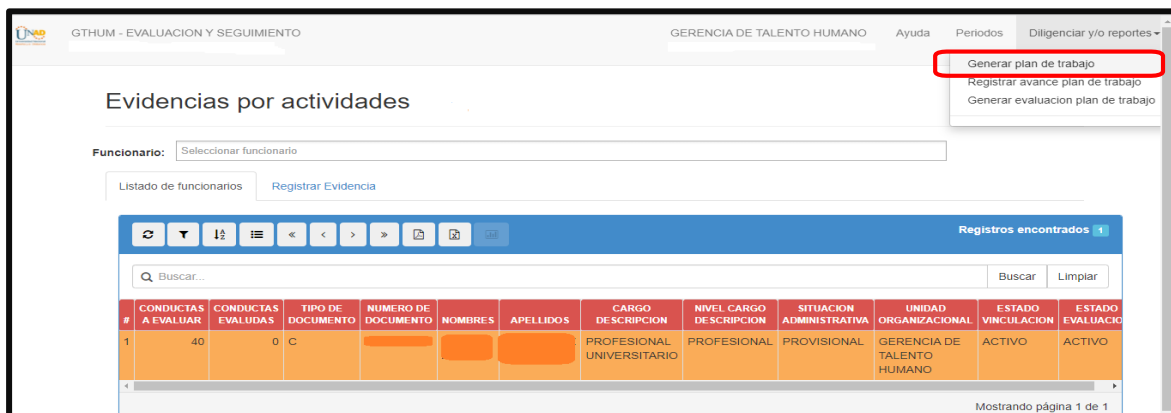 UNAD
GTHUM - EVALUACION Y SEGUIMIENTO
GERENCIA DE TALENTO HUMANO
Ayuda
Periodos
Diligenciar y/o reportes
Generar plan de trabajo
Registrar avance plan de trabajo
Generar evaluacion plan de trabajo
Evidencias por actividades
Funcionario:
Seleccionar funcionario
Listado de funcionarios
Registrar Evidencia
Registros encontrados 1
Buscar...
Buscar
Limpiar
# CONDUCTAS A EVALUAR CONDUCTAS EVALUDAS TIPO DE DOCUMENTO NUMERO DE DOCUMENTO NOMBRES APELLIDOS CARGO DESCRIPCION NIVEL CARGO DESCRIPCION SITUACION ADMINISTRATIVA UNIDAD ORGANIZACIONAL ESTADO VINCULACION ESTADO EVALUACIO
1 40 0 C PROFESIONAL UNIVERSITARIO PROFESIONAL PROVISIONAL GERENCIA DE TALENTO HUMANO ACTIVO ACTIVO
Mostrando página 1 de 1